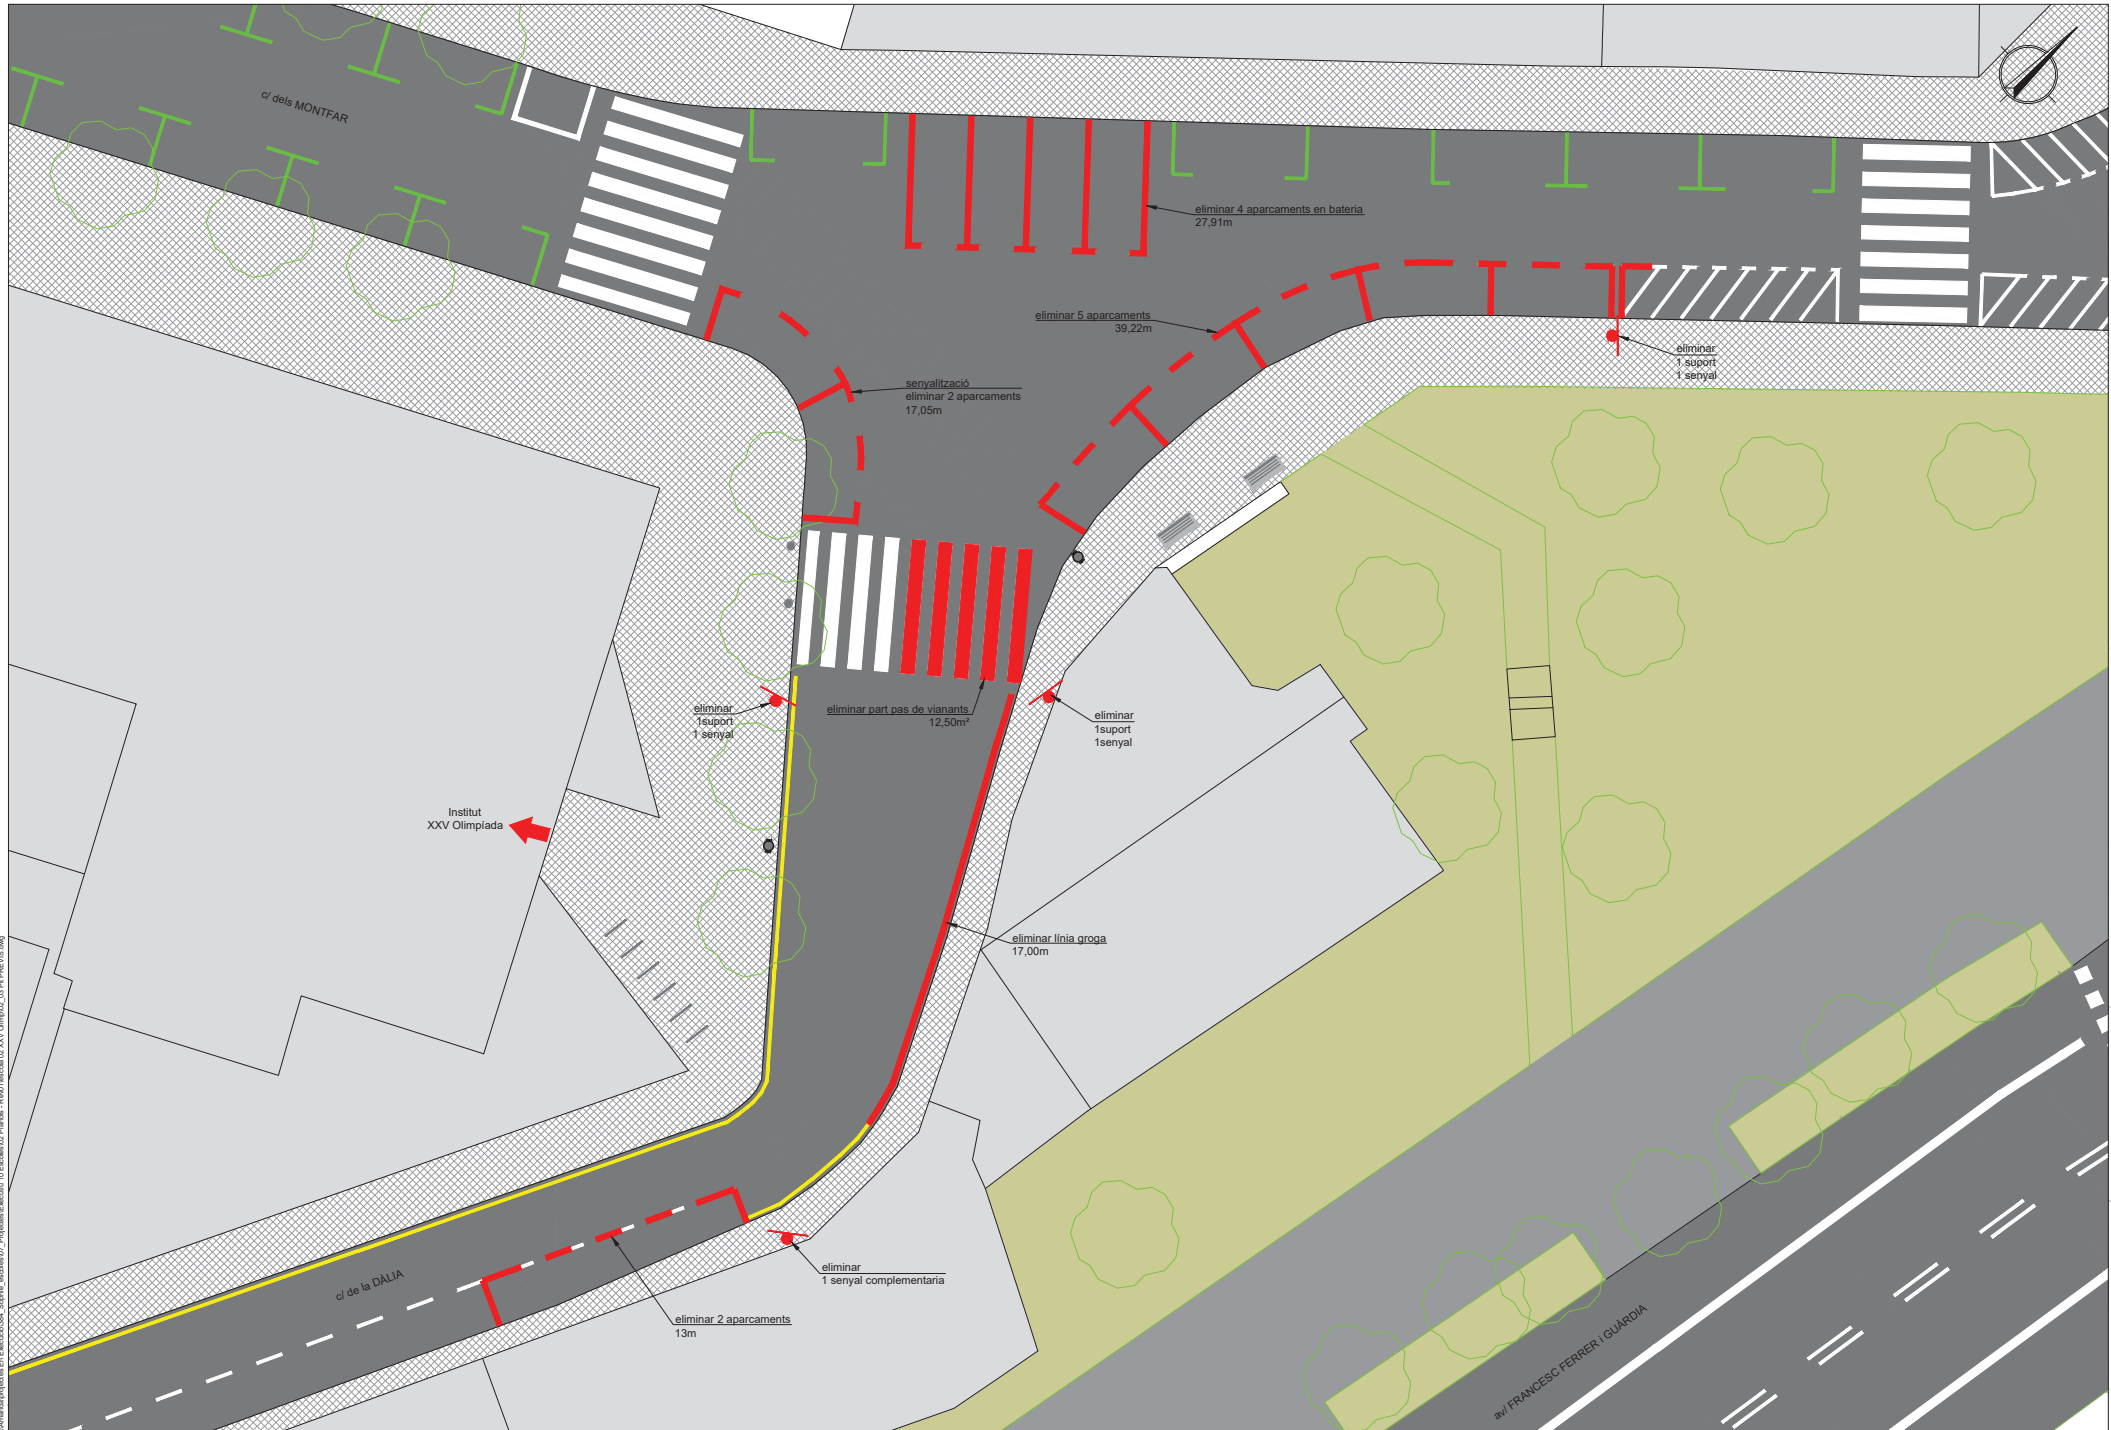 c/ dels MONTFAR
eliminar 4 aparcaments en bateria
27,91m
eliminar 5 aparcaments
39,22m
eliminar
1 suport
1 senyal
senyalització
eliminar 2 aparcaments
17,05m
eliminar
1suport
1 senyal
eliminar part pas de vianants
12,50m²
eliminar
1suport
1senyal
Institut
XXV Olimpíada
eliminar línia groga
17,00m
eliminar
1 senyal complementaria
c/ de la DÀLIA
eliminar 2 aparcaments
13m
av/ FRANCESC FERRER i GUÀRDIA